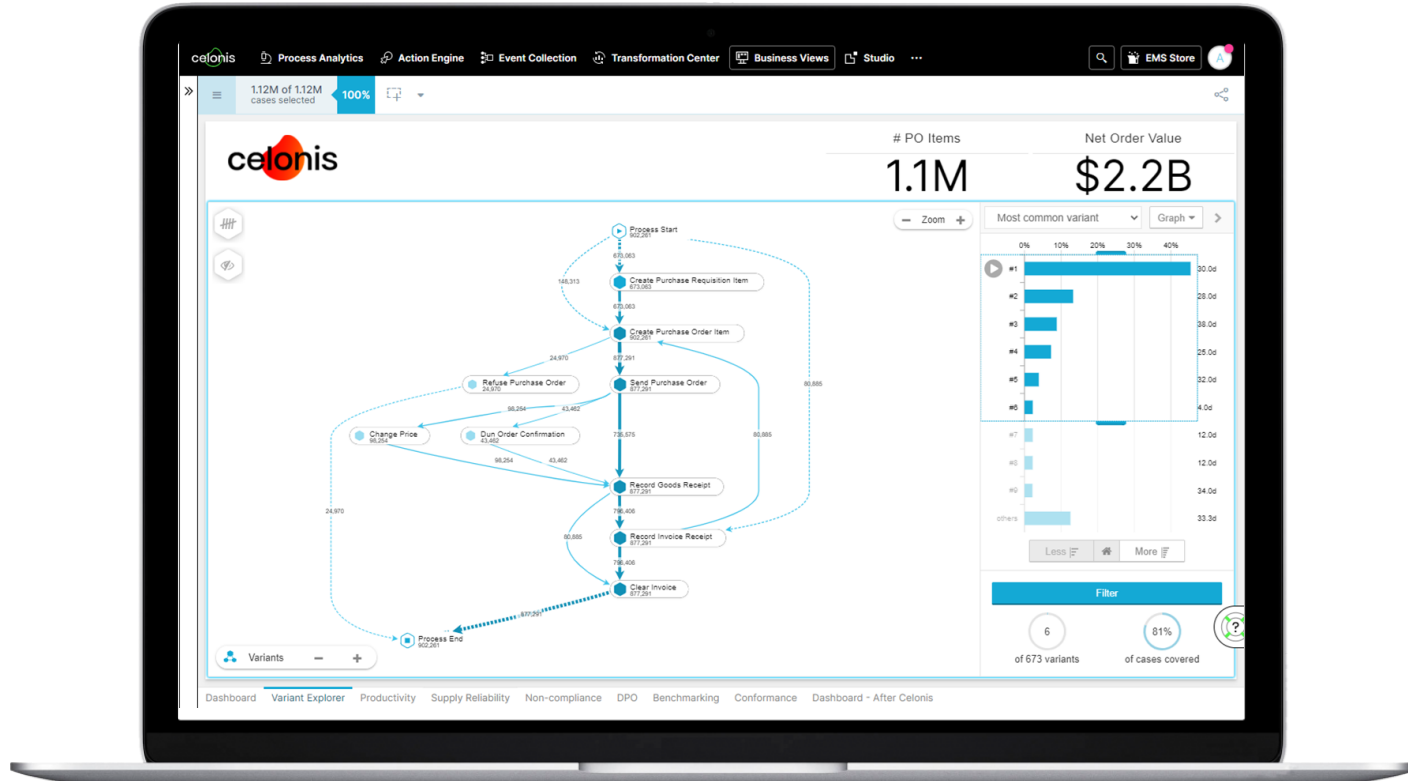 celonis
Process Analytics
Action Engine
Event Collection
Transformation Center
Business Views
Studio
EMS Store
A
1.12M of 1.12M
cases selected
100%
celonis
# PO Items
1.1M
Net Order Value
$2.2B
Zoom
Process Start
902,261
673,063
148,313
Create Purchase Requisition Item
673,063
673,063
Create Purchase Order Item
902,261
24,970
877,291
Refuse Purchase Order
24,970
Send Purchase Order
877,291
80,885
98,254
43,462
Change Price
98,254
Dun Order Confirmation
43,462
735,575
80,885
98,254
43,462
Record Goods Receipt
877,291
24,970
796,406
80,885
Record Invoice Receipt
877,291
796,406
Clear Invoice
877,291
877,291
Process End
902,261
Variants
Most common variant
Graph
0% 10% 20% 30% 40%
#1 30.0d
#2 28.0d
#3 38.0d
#4 25.0d
#5 32.0d
#6 4.0d
#7 12.0d
#8 12.0d
#9 34.0d
others 33.3d
Less
More
Filter
6
of 673 variants
81%
of cases covered
?
Dashboard
Variant Explorer
Productivity
Supply Reliability
Non-compliance
DPO
Benchmarking
Conformance
Dashboard - After Celonis